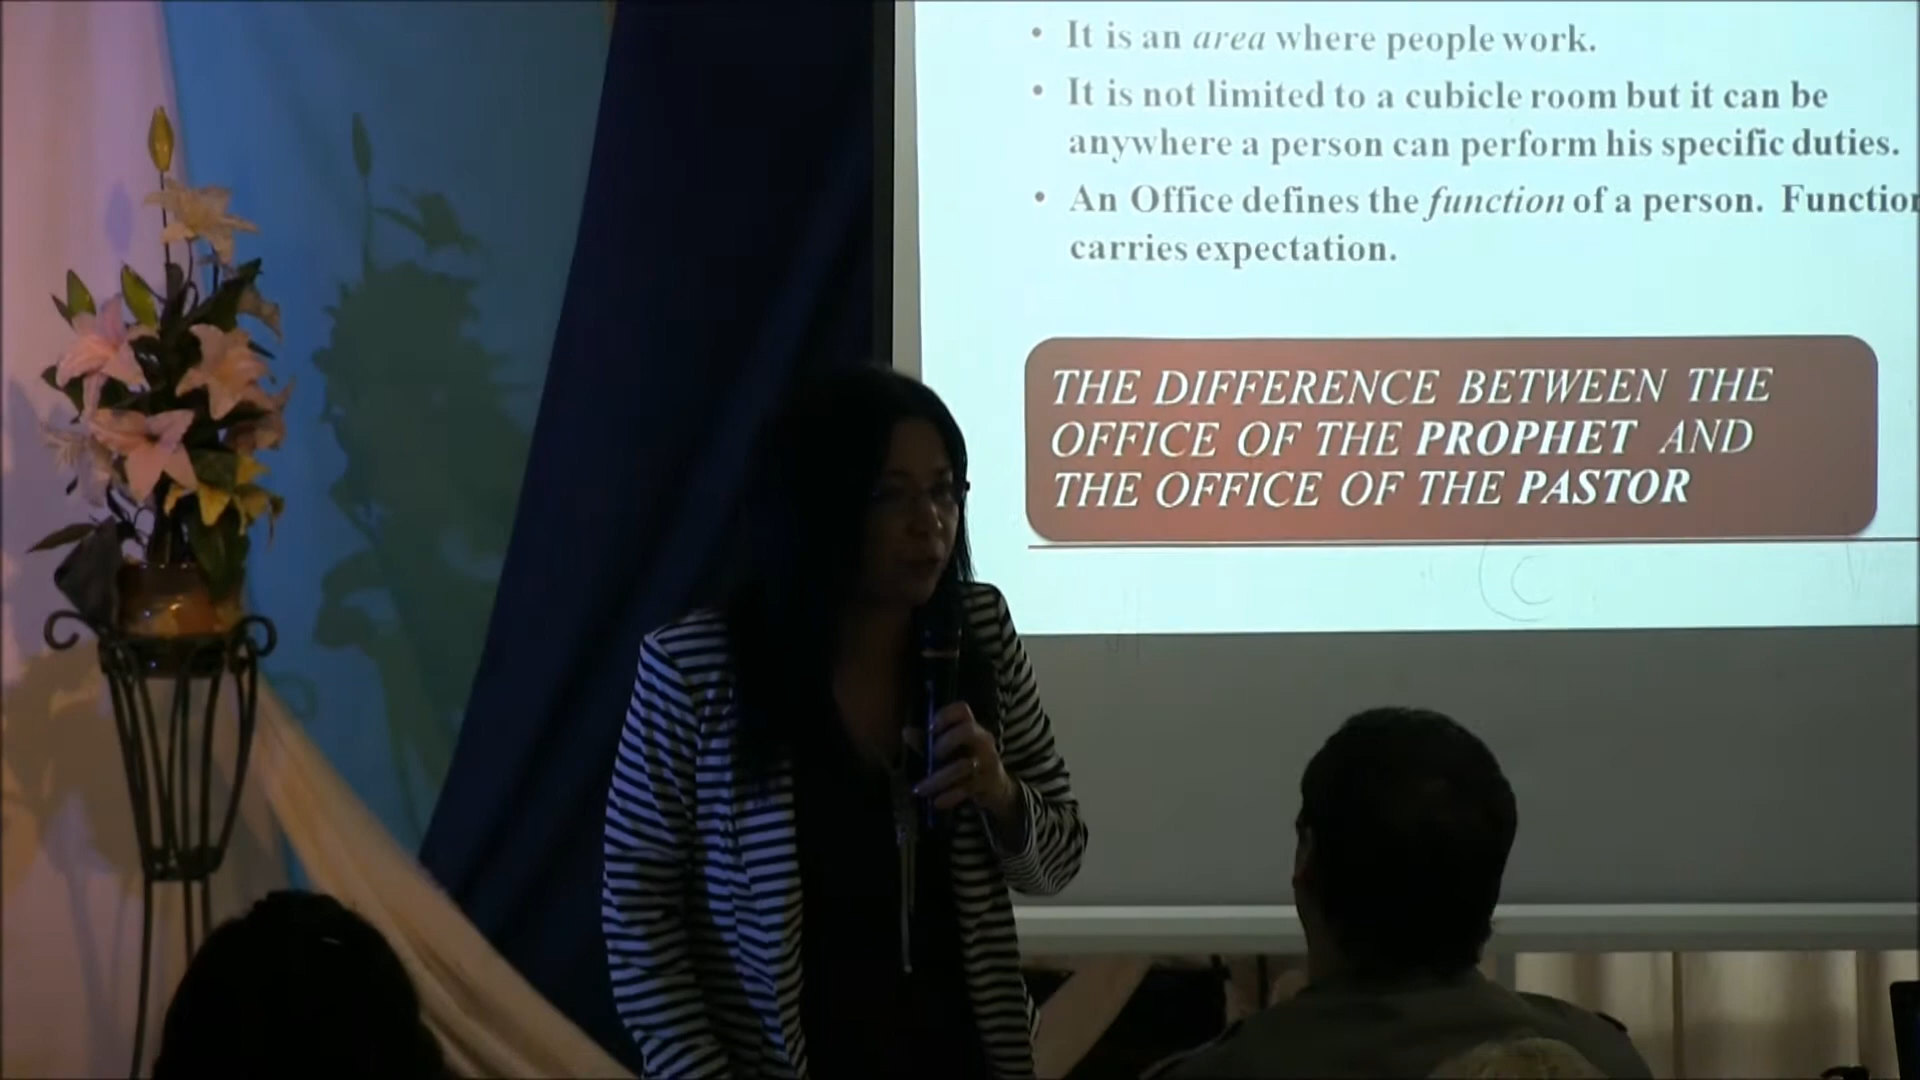 • It is an area where people work.
• It is not limited to a cubicle room but it can be
anywhere a person can perform his specific duties.
• An Office defines the function of a person. Function
carries expectation.
THE DIFFERENCE BETWEEN THE
OFFICE OF THE PROPHET AND
THE OFFICE OF THE PASTOR